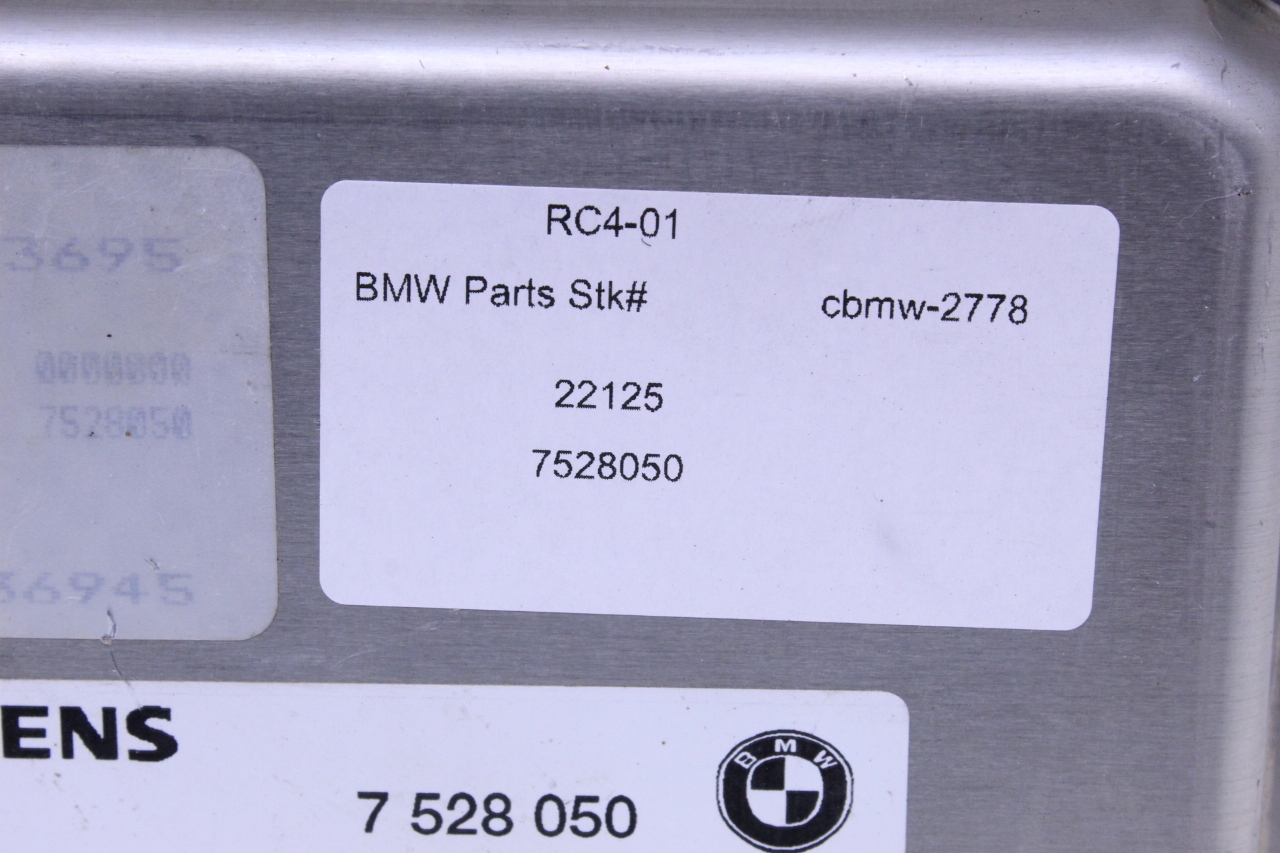 3695
0000000
7528050
36945
RC4-01
BMW Parts Stk# cbmw-2778
22125
7528050
ENS
7 528 050
BMW